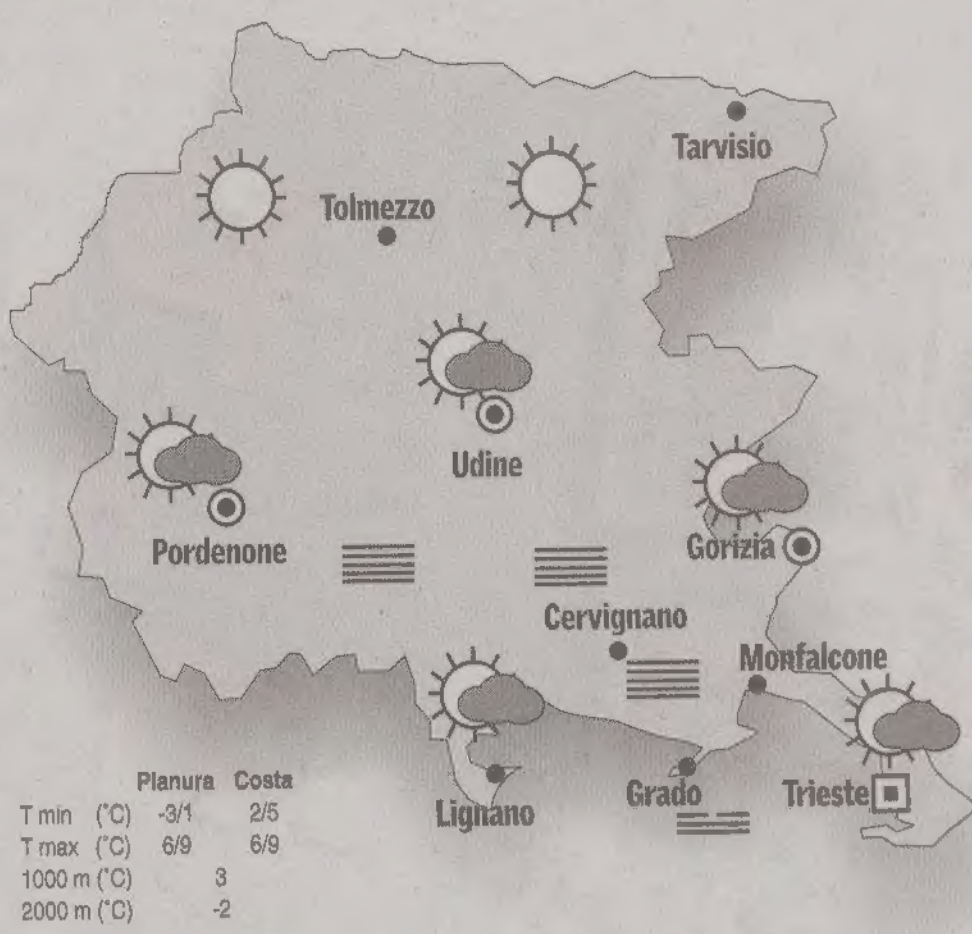 Tarvisio
Tolmezzo
Udine
Pordenone
Gorizia
Cervignano
Monfalcone
Lignano
Grado
Trieste
Planura Costa
T min (°C) -3/1 2/5
T max (°C) 6/9 6/9
1000 m (°C) 3
2000 m (°C) -2